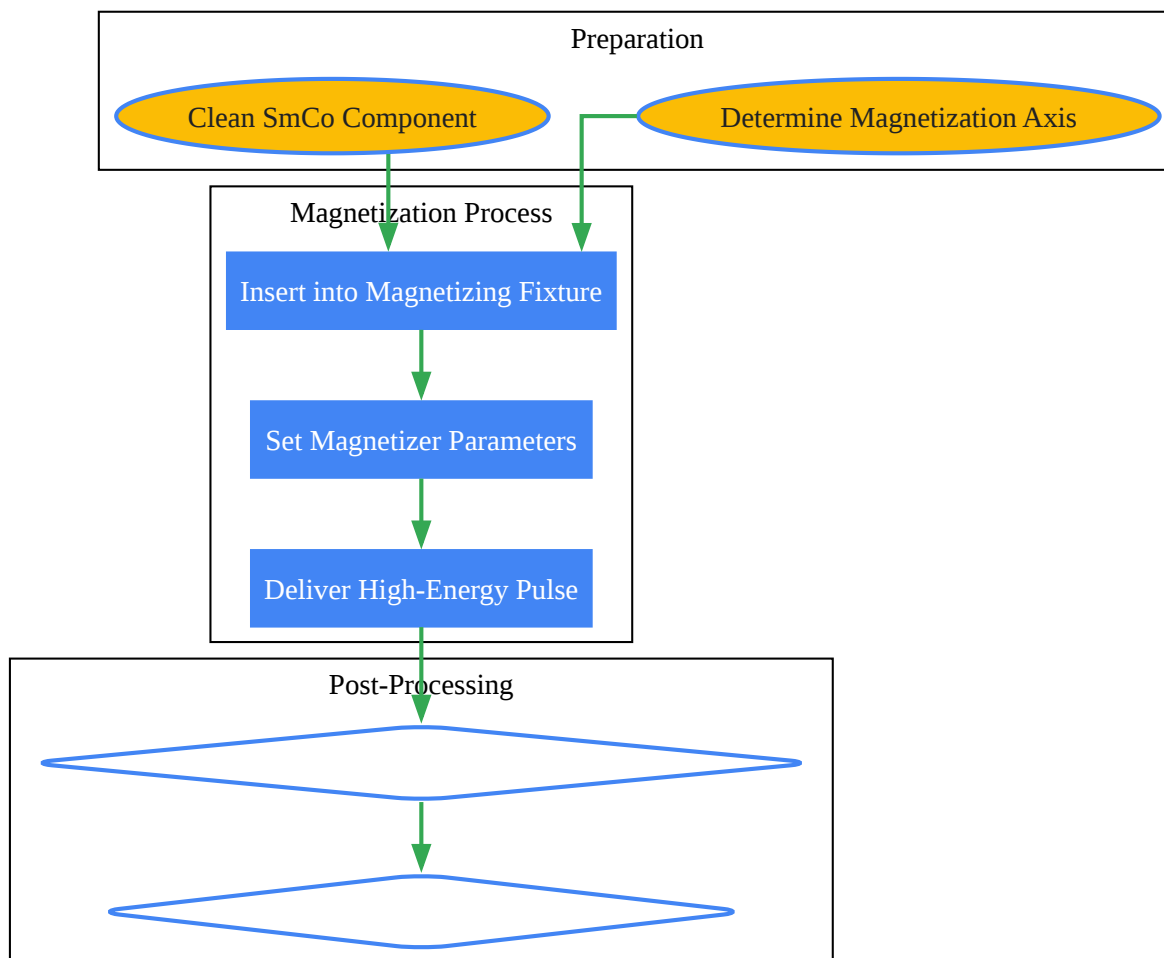 Preparation
Clean SmCo Component
Determine Magnetization Axis
Magnetization Process
Insert into Magnetizing Fixture
Set Magnetizer Parameters
Deliver High-Energy Pulse
Post-Processing